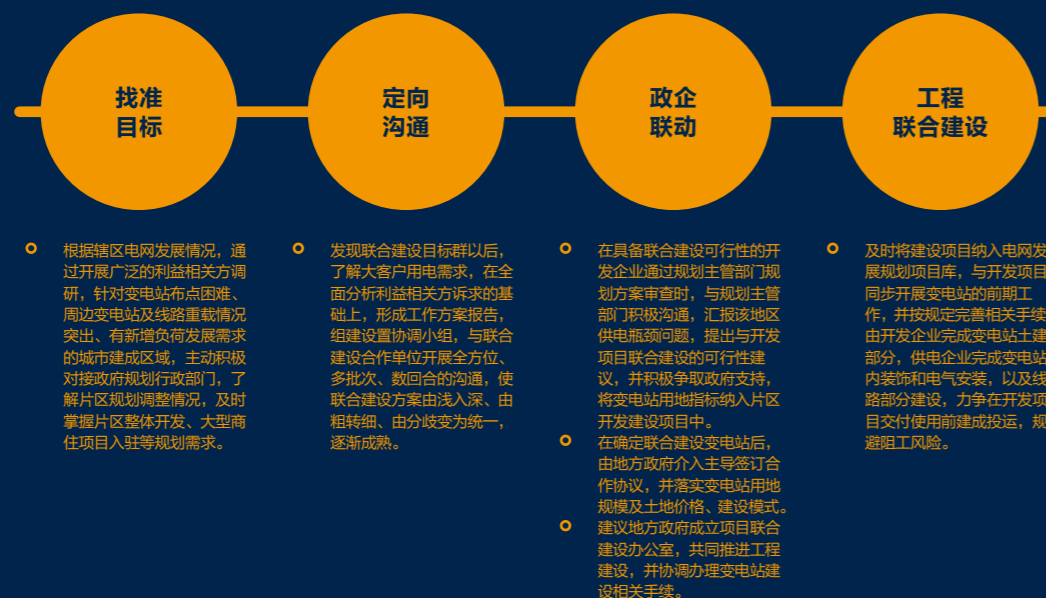 找准
目标
定向
沟通
政企
联动
工程
联合建设
根据辖区电网发展情况，通
过开展广泛的利益相关方调
研，针对变电站布点困难、
周边变电站及线路重载情况
突出、有新增负荷发展需求
的城市建成区域，主动积极
对接政府规划行政部门，了
解片区规划调整情况，及时
掌握片区整体开发、大型商
住项目入驻等规划需求。
发现联合建设目标群以后，
了解大客户用电需求，在全
面分析利益相关方诉求的基
础上，形成工作方案报告，
组建设置协调小组，与联合
建设合作单位开展全方位、
多批次、数回合的沟通，使
联合建设方案由浅入深、由
粗转细、由分歧变为统一，
逐渐成熟。
在具备联合建设可行性的开
发企业通过规划主管部门规
划方案审查时，与规划主管
部门积极沟通，汇报该地区
供电瓶颈问题，提出与开发
项目联合建设的可行性建
议，并积极争取政府支持，
将变电站用地指标纳入片区
开发建设项目中。
在确定联合建设变电站后，
由地方政府介入主导签订合
作协议，并落实变电站用地
规模及土地价格、建设模式。
建议地方政府成立项目联合
建设办公室，共同推进工程
建设，并协调办理变电站建
设相关手续。
及时将建设项目纳入电网发
展规划项目库，与开发项目
同步开展变电站的前期工
作，并按规定完善相关手续
由开发企业完成变电站土建
部分，供电企业完成变电站
内装饰和电气安装，以及线
路部分建设，力争在开发项
目交付使用前建成投运，规
避阻工风险。